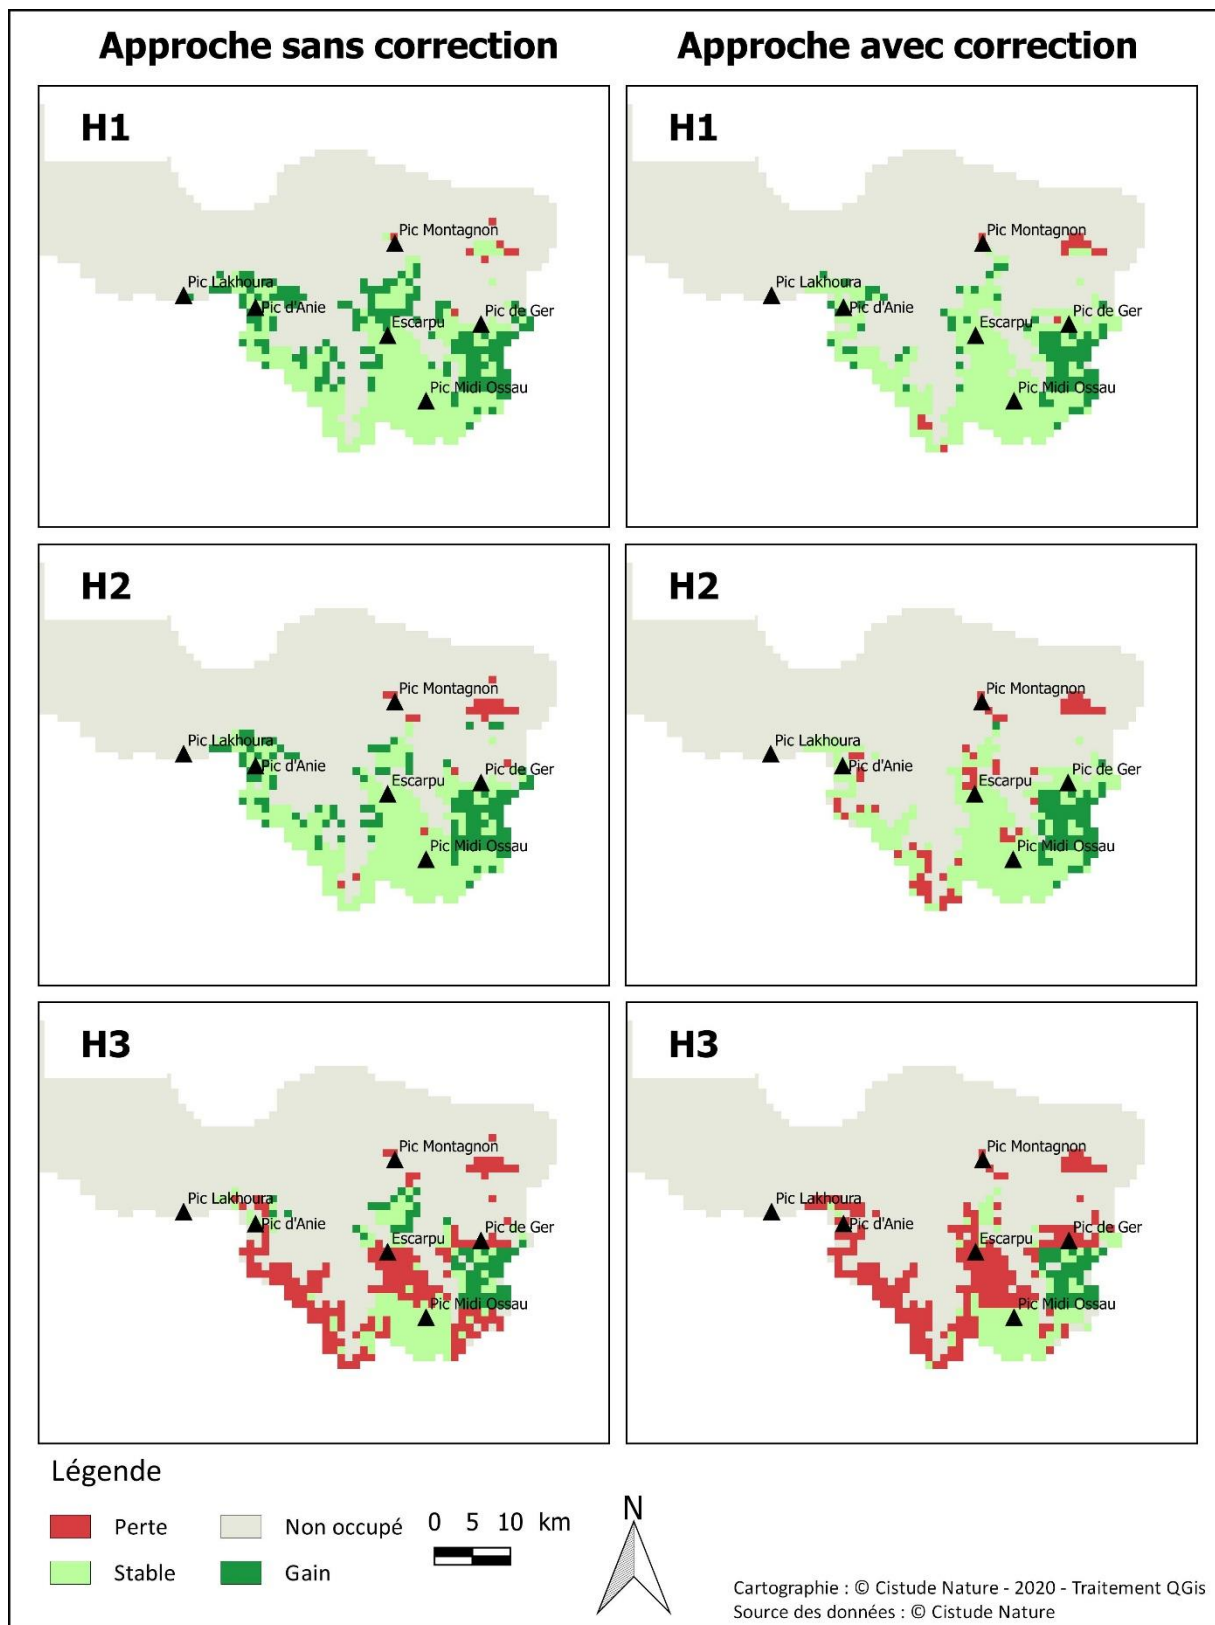 Approche sans correction
Approche avec correction
H1
Pic Montagnon
Pic Lakhoura
Pic d'Anie
Escarpu
Pic de Ger
Pic Midi Ossau
H1
Pic Montagnon
Pic Lakhoura
Pic d'Anie
Escarpu
Pic de Ger
Pic Midi Ossau
H2
Pic Montagnon
Pic Lakhoura
Pic d'Anie
Escarpu
Pic de Ger
Pic Midi Ossau
H2
Pic Montagnon
Pic Lakhoura
Pic d'Anie
Escarpu
Pic de Ger
Pic Midi Ossau
H3
Pic Montagnon
Pic Lakhoura
Pic d'Anie
Escarpu
Pic de Ger
Pic Midi Ossau
H3
Pic Montagnon
Pic Lakhoura
Pic d'Anie
Escarpu
Pic de Ger
Pic Midi Ossau
Légende
Perte
Non occupé
Stable
Gain
0 5 10 km
N
Cartographie : © Cistude Nature - 2020 - Traitement QGis
Source des données : © Cistude Nature